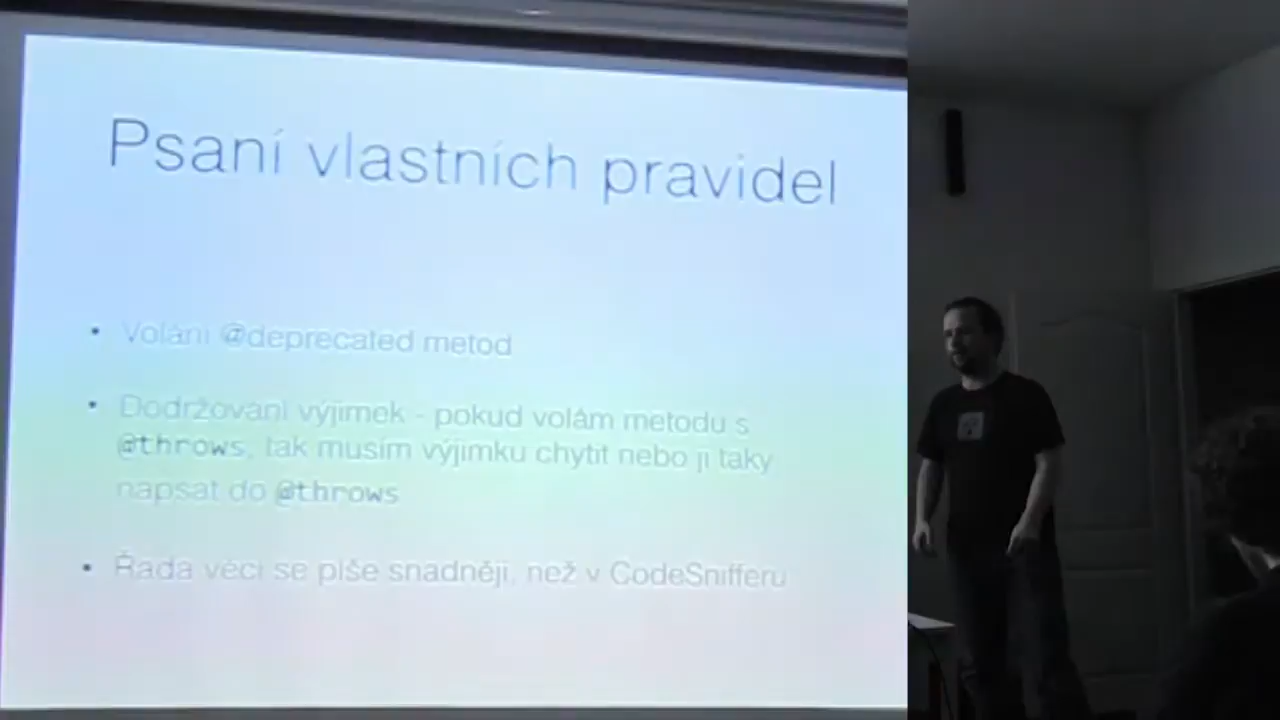 Psaní vlastních pravidel
• Volání @deprecated metod
• Dodržování výjimek - pokud volám metodu s
@throws, tak musím výjimku chytit nebo ji taky
napsat do @throws
• Řada věcí se píše snadněji, než v CodeSnifferu